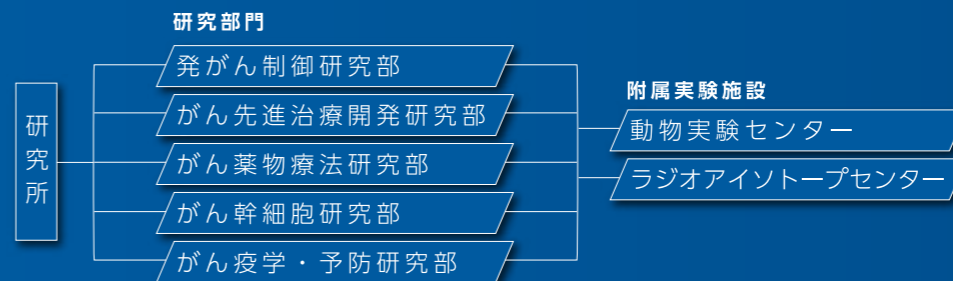 研究部門
研究所
発がん制御研究部
がん先進治療開発研究部
がん薬物療法研究部
がん幹細胞研究部
がん疫学・予防研究部
附属実験施設
動物実験センター
ラジオアイソトープセンター